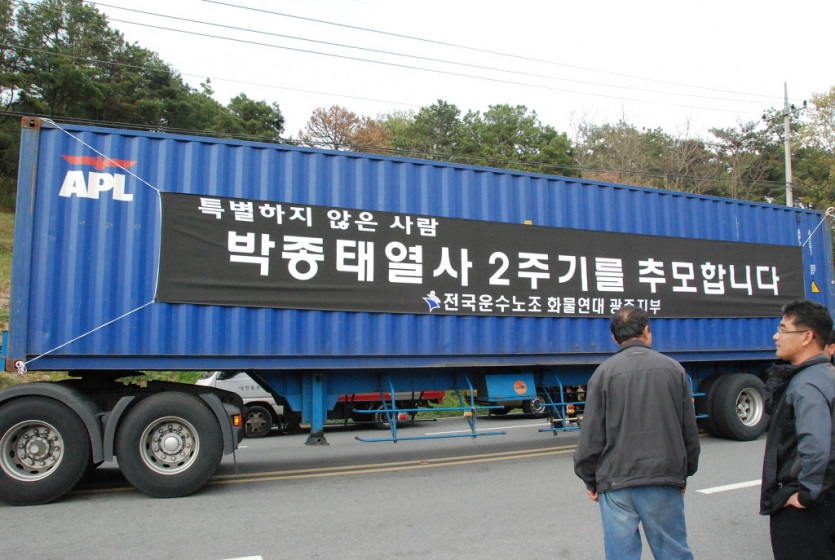 APL
특별하지 않은 사람
박종태열사 2주기를 추모합니다
전국운수노조 화물연대 광주지부